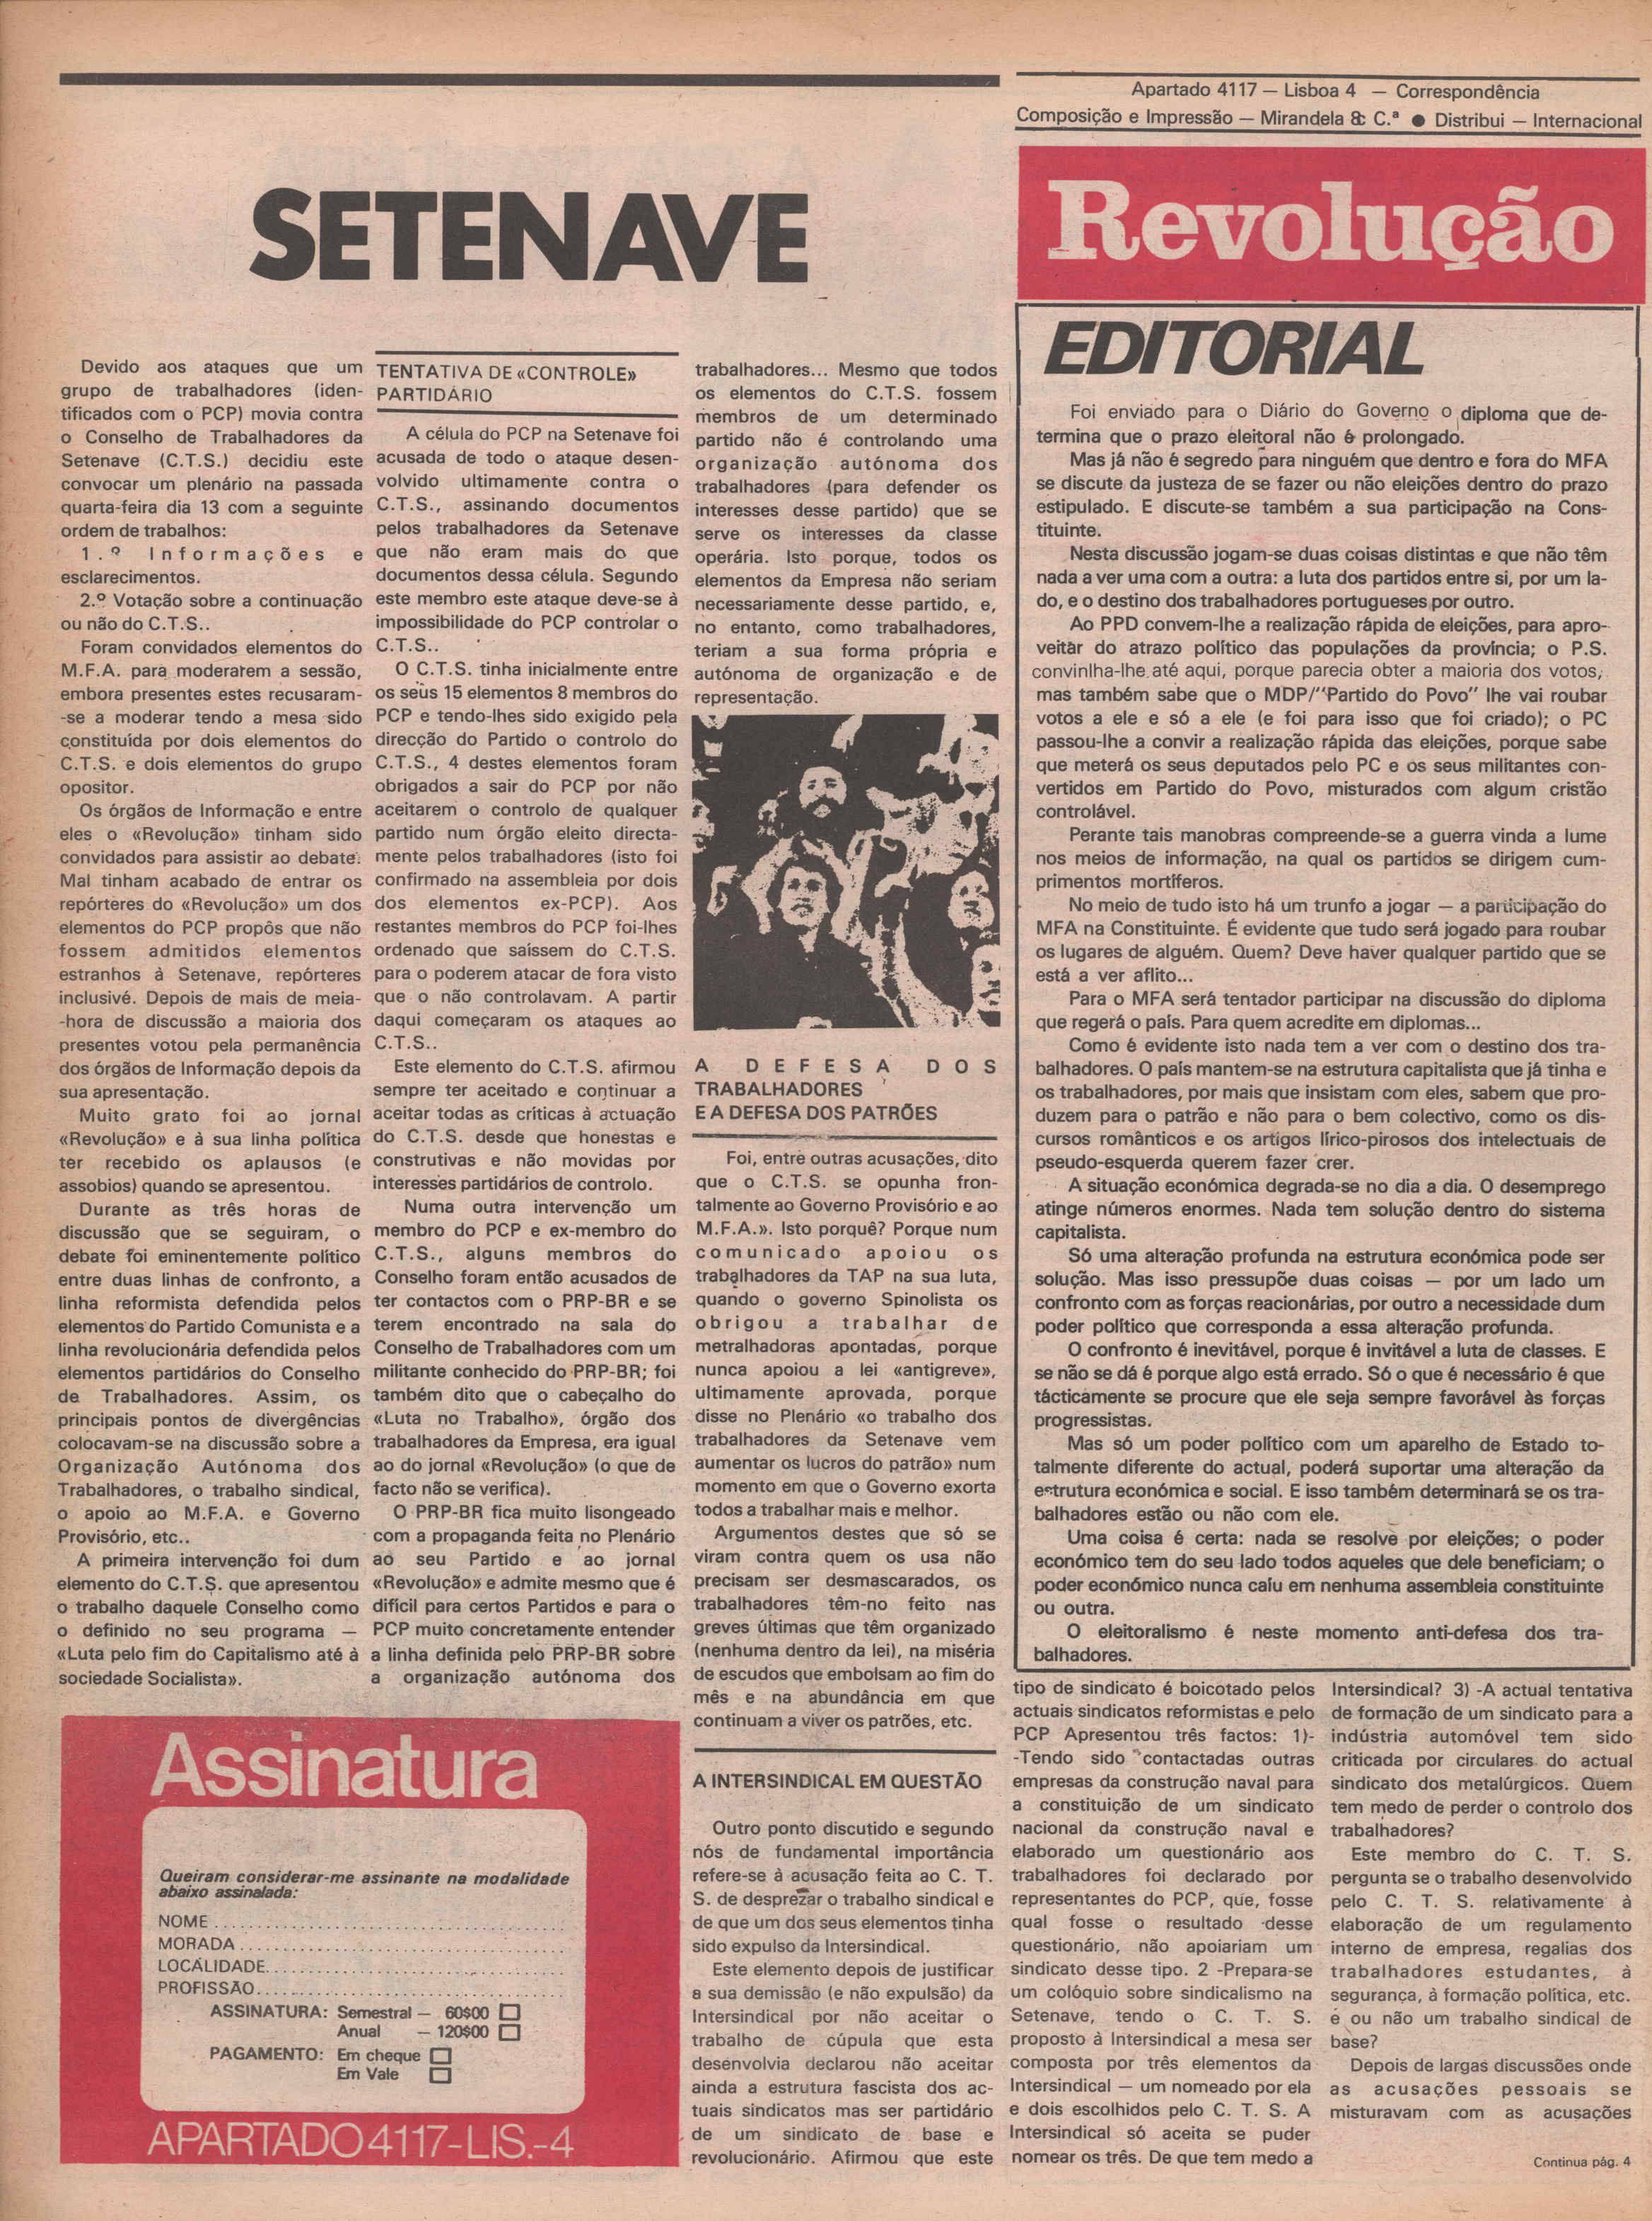 Apartado 4117 — Lisboa 4 — Correspondência
Composição e Impressão — Mirandela & C.ª ● Distribui — Internacional
Revolução
SETENAVE
Devido aos ataques que um
grupo de trabalhadores (iden-
tificados com o PCP) movia contra
o Conselho de Trabalhadores da
Setenave (C.T.S.) decidiu este
convocar um plenário na passada
quarta-feira dia 13 com a seguinte
ordem de trabalhos:
1.º Informações e
esclarecimentos.
2.º Votação sobre a continuação
ou não do C.T.S..
Foram convidados elementos do
M.F.A. para moderarem a sessão,
embora presentes estes recusaram-
-se a moderar tendo a mesa sido
constituída por dois elementos do
C.T.S. e dois elementos do grupo
opositor.
Os órgãos de Informação e entre
eles o «Revolução» tinham sido
convidados para assistir ao debate.
Mal tinham acabado de entrar os
repórteres do «Revolução» um dos
elementos do PCP propôs que não
fossem admitidos elementos
estranhos à Setenave, repórteres
inclusivé. Depois de mais de meia-
-hora de discussão a maioria dos
presentes votou pela permanência
dos órgãos de Informação depois da
sua apresentação.
Muito grato foi ao jornal
«Revolução» e à sua linha política
ter recebido os aplausos (e
assobios) quando se apresentou.
Durante as três horas de
discussão que se seguiram, o
debate foi eminentemente político
entre duas linhas de confronto, a
linha reformista defendida pelos
elementos do Partido Comunista e a
linha revolucionária defendida pelos
elementos partidários do Conselho
de Trabalhadores. Assim, os
principais pontos de divergências
colocavam-se na discussão sobre a
Organização Autónoma dos
Trabalhadores, o trabalho sindical,
o apoio ao M.F.A. e Governo
Provisório, etc..
A primeira intervenção foi dum
elemento do C.T.S. que apresentou
o trabalho daquele Conselho como
o definido no seu programa —
«Luta pelo fim do Capitalismo até à
sociedade Socialista».
TENTATIVA DE «CONTROLE»
PARTIDÁRIO
A célula do PCP na Setenave foi
acusada de todo o ataque desen-
volvido ultimamente contra o
C.T.S., assinando documentos
pelos trabalhadores da Setenave
que não eram mais do que
documentos dessa célula. Segundo
este membro este ataque deve-se à
impossibilidade do PCP controlar o
C.T.S..
O C.T.S. tinha inicialmente entre
os seus 15 elementos 8 membros do
PCP e tendo-lhes sido exigido pela
direcção do Partido o controlo do
C.T.S., 4 destes elementos foram
obrigados a sair do PCP por não
aceitarem o controlo de qualquer
partido num órgão eleito directa-
mente pelos trabalhadores (isto foi
confirmado na assembleia por dois
dos elementos ex-PCP). Aos
restantes membros do PCP foi-lhes
ordenado que saíssem do C.T.S.
para o poderem atacar de fora visto
que o não controlavam. A partir
daqui começaram os ataques ao
C.T.S..
Este elemento do C.T.S. afirmou
sempre ter aceitado e continuar a
aceitar todas as críticas à actuação
do C.T.S. desde que honestas e
construtivas e não movidas por
interesses partidários de controlo.
Numa outra intervenção um
membro do PCP e ex-membro do
C.T.S., alguns membros do
Conselho foram então acusados de
ter contactos com o PRP-BR e se
terem encontrado na sala do
Conselho de Trabalhadores com um
militante conhecido do PRP-BR; foi
também dito que o cabeçalho do
«Luta no Trabalho», órgão dos
trabalhadores da Empresa, era igual
ao do jornal «Revolução» (o que de
facto não se verifica).
O PRP-BR fica muito lisongeado
com a propaganda feita no Plenário
ao seu Partido e ao jornal
«Revolução» e admite mesmo que é
difícil para certos Partidos e para o
PCP muito concretamente entender
a linha definida pelo PRP-BR sobre
a organização autónoma dos
trabalhadores... Mesmo que todos
os elementos do C.T.S. fossem
membros de um determinado
partido não é controlando uma
organização autónoma dos
trabalhadores (para defender os
interesses desse partido) que se
serve os interesses da classe
operária. Isto porque, todos os
elementos da Empresa não seriam
necessariamente desse partido, e,
no entanto, como trabalhadores,
teriam a sua forma própria e
autónoma de organização e de
representação.
A DEFESA DOS
TRABALHADORES
E A DEFESA DOS PATRÕES
Foi, entre outras acusações, dito
que o C.T.S. se opunha fron-
talmente ao Governo Provisório e ao
M.F.A.». Isto porquê? Porque num
comunicado apoiou os
trabalhadores da TAP na sua luta,
quando o governo Spinolista os
obrigou a trabalhar de
metralhadoras apontadas, porque
nunca apoiou a lei «antigreve»,
ultimamente aprovada, porque
disse no Plenário «o trabalho dos
trabalhadores da Setenave vem
aumentar os lucros do patrão» num
momento em que o Governo exorta
todos a trabalhar mais e melhor.
Argumentos destes que só se
viram contra quem os usa não
precisam ser desmascarados, os
trabalhadores têm-no feito nas
greves últimas que têm organizado
(nenhuma dentro da lei), na miséria
de escudos que embolsam ao fim do
mês e na abundância em que
continuam a viver os patrões, etc.
A INTERSINDICAL EM QUESTÃO
Outro ponto discutido e segundo
nós de fundamental importância
refere-se à acusação feita ao C. T.
S. de desprezar o trabalho sindical e
de que um dos seus elementos tinha
sido expulso da Intersindical.
Este elemento depois de justificar
a sua demissão (e não expulsão) da
Intersindical por não aceitar o
trabalho de cúpula que esta
desenvolvia declarou não aceitar
ainda a estrutura fascista dos ac-
tuais sindicatos mas ser partidário
de um sindicato de base e
revolucionário. Afirmou que este
tipo de sindicato é boicotado pelos
actuais sindicatos reformistas e pelo
PCP Apresentou três factos: 1)-
-Tendo sido contactadas outras
empresas da construção naval para
a constituição de um sindicato
nacional da construção naval e
elaborado um questionário aos
trabalhadores foi declarado por
representantes do PCP, que, fosse
qual fosse o resultado desse
questionário, não apoiariam um
sindicato desse tipo. 2 -Prepara-se
um colóquio sobre sindicalismo na
Setenave, tendo o C. T. S.
proposto à Intersindical a mesa ser
composta por três elementos da
Intersindical — um nomeado por ela
e dois escolhidos pelo C. T. S. A
Intersindical só aceita se puder
nomear os três. De que tem medo a
Intersindical? 3) -A actual tentativa
de formação de um sindicato para a
indústria automóvel tem sido
criticada por circulares do actual
sindicato dos metalúrgicos. Quem
tem medo de perder o controlo dos
trabalhadores?
Este membro do C. T. S.
pergunta se o trabalho desenvolvido
pelo C. T. S. relativamente à
elaboração de um regulamento
interno de empresa, regalias dos
trabalhadores estudantes, à
segurança, à formação política, etc.
é ou não um trabalho sindical de
base?
Depois de largas discussões onde
as acusações pessoais se
misturavam com as acusações
Continua pág. 4
EDITORIAL
Foi enviado para o Diário do Governo o diploma que de-
termina que o prazo eleitoral não é prolongado.
Mas já não é segredo para ninguém que dentro e fora do MFA
se discute da justeza de se fazer ou não eleições dentro do prazo
estipulado. E discute-se também a sua participação na Cons-
tituinte.
Nesta discussão jogam-se duas coisas distintas e que não têm
nada a ver uma com a outra: a luta dos partidos entre si, por um la-
do, e o destino dos trabalhadores portugueses por outro.
Ao PPD convem-lhe a realização rápida de eleições, para apro-
veitar do atrazo político das populações da província; o P.S.
convinlha-lhe até aqui, porque parecia obter a maioria dos votos,
mas também sabe que o MDP/"Partido do Povo" lhe vai roubar
votos a ele e só a ele (e foi para isso que foi criado); o PC
passou-lhe a convir a realização rápida das eleições, porque sabe
que meterá os seus deputados pelo PC e os seus militantes con-
vertidos em Partido do Povo, misturados com algum cristão
controlável.
Perante tais manobras compreende-se a guerra vinda a lume
nos meios de informação, na qual os partidos se dirigem cum-
primentos mortíferos.
No meio de tudo isto há um trunfo a jogar — a participação do
MFA na Constituinte. É evidente que tudo será jogado para roubar
os lugares de alguém. Quem? Deve haver qualquer partido que se
está a ver aflito...
Para o MFA será tentador participar na discussão do diploma
que regerá o país. Para quem acredite em diplomas...
Como é evidente isto nada tem a ver com o destino dos tra-
balhadores. O país mantem-se na estrutura capitalista que já tinha e
os trabalhadores, por mais que insistam com eles, sabem que pro-
duzem para o patrão e não para o bem colectivo, como os dis-
cursos românticos e os artigos lírico-pirosos dos intelectuais de
pseudo-esquerda querem fazer crer.
A situação económica degrada-se no dia a dia. O desemprego
atinge números enormes. Nada tem solução dentro do sistema
capitalista.
Só uma alteração profunda na estrutura económica pode ser
solução. Mas isso pressupõe duas coisas — por um lado um
confronto com as forças reacionárias, por outro a necessidade dum
poder político que corresponda a essa alteração profunda.
O confronto é inevitável, porque é invitável a luta de classes. E
se não se dá é porque algo está errado. Só o que é necessário é que
tácticamente se procure que ele seja sempre favorável às forças
progressistas.
Mas só um poder político com um aparelho de Estado to-
talmente diferente do actual, poderá suportar uma alteração da
estrutura económica e social. E isso também determinará se os tra-
balhadores estão ou não com ele.
Uma coisa é certa: nada se resolve por eleições; o poder
económico tem do seu lado todos aqueles que dele beneficiam; o
poder económico nunca caíu em nenhuma assembleia constituinte
ou outra.
O eleitoralismo é neste momento anti-defesa dos tra-
balhadores.
Assinatura
Queiram considerar-me assinante na modalidade
abaixo assinalada:
NOME
MORADA
LOCALIDADE
PROFISSÃO
ASSINATURA: Semestral — 60$00
Anual — 120$00
PAGAMENTO: Em cheque
Em Vale
APARTADO 4117-LIS.-4